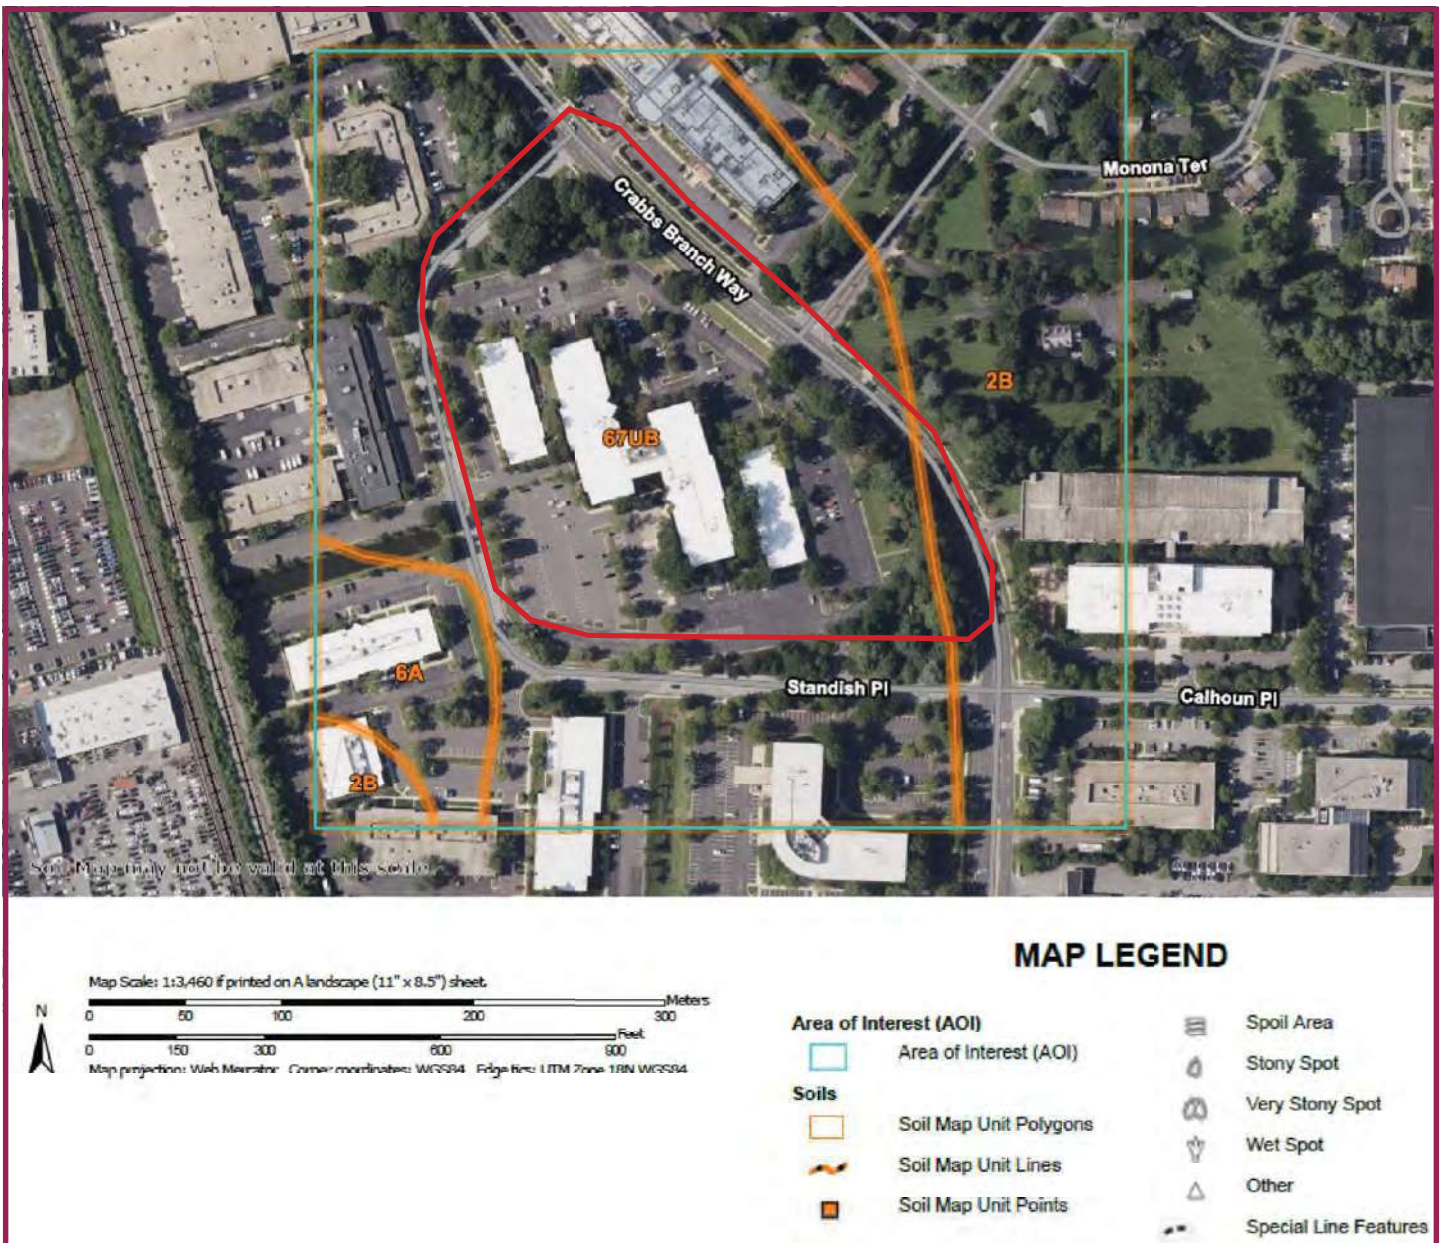 Monona Ter
Crabbs Branch Way
2B
67UB
6A
Standish Pl
Calhoun Pl
2B
Soil Map may not be valid at this scale.
MAP LEGEND
Map Scale: 1:3,460 if printed on A landscape (11" x 8.5") sheet.
Meters
N
0 50 100 200 300
Feet
0 150 300 600 900
Map projection: Web Mercator Corner coordinates: WGS84 Edge tics: UTM Zone 18N WGS84
Area of Interest (AOI)
Area of Interest (AOI)
Soils
Soil Map Unit Polygons
Soil Map Unit Lines
Soil Map Unit Points
Spoil Area
Stony Spot
Very Stony Spot
Wet Spot
Other
Special Line Features